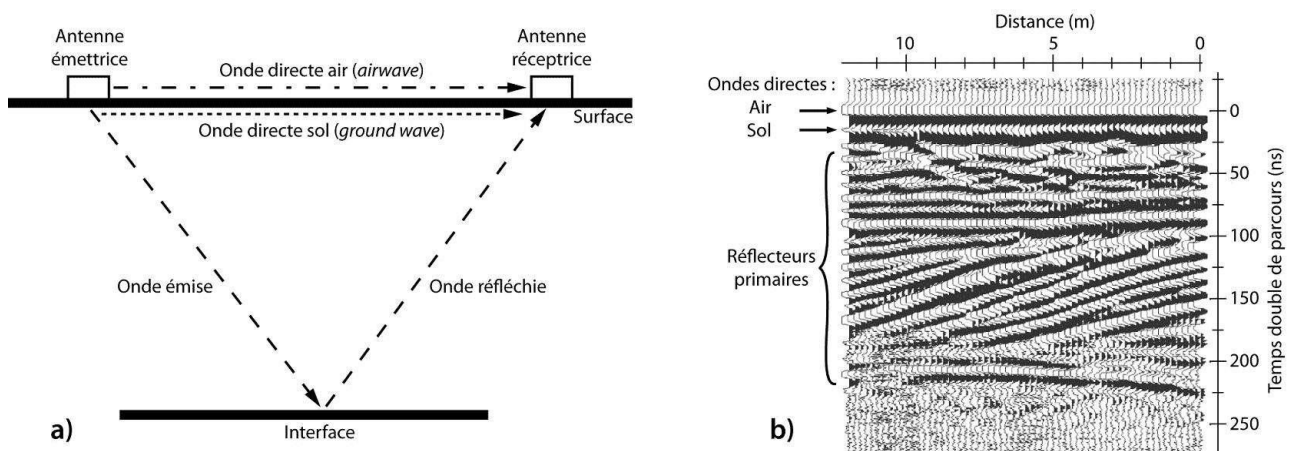 Antenne
émettrice
Antenne
réceptrice
Onde directe air (airwave)
Onde directe sol (ground wave)
Surface
Onde émise
Onde réfléchie
a)
Interface
Distance (m)
10
5
0
Ondes directes :
Air
Sol
Réflecteurs
primaires
0
50
100
150
200
250
Temps double de parcours (ns)
b)